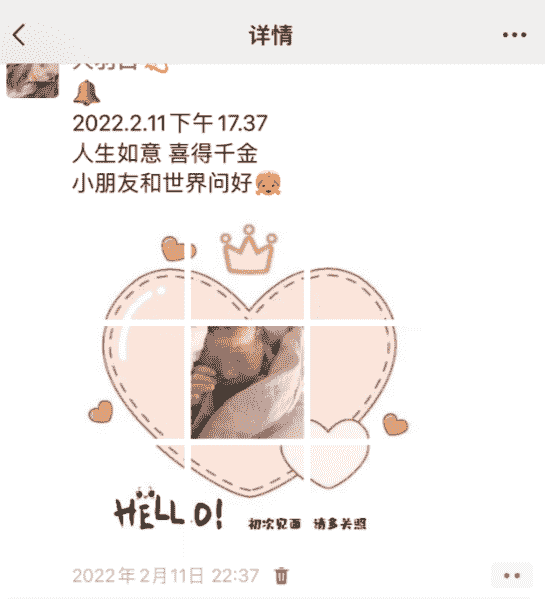 详情
2022.2.11下午17.37
人生如意 喜得千金
小朋友和世界问好
HELLO!
初次见面 请多关照
2022年2月11日 22:37